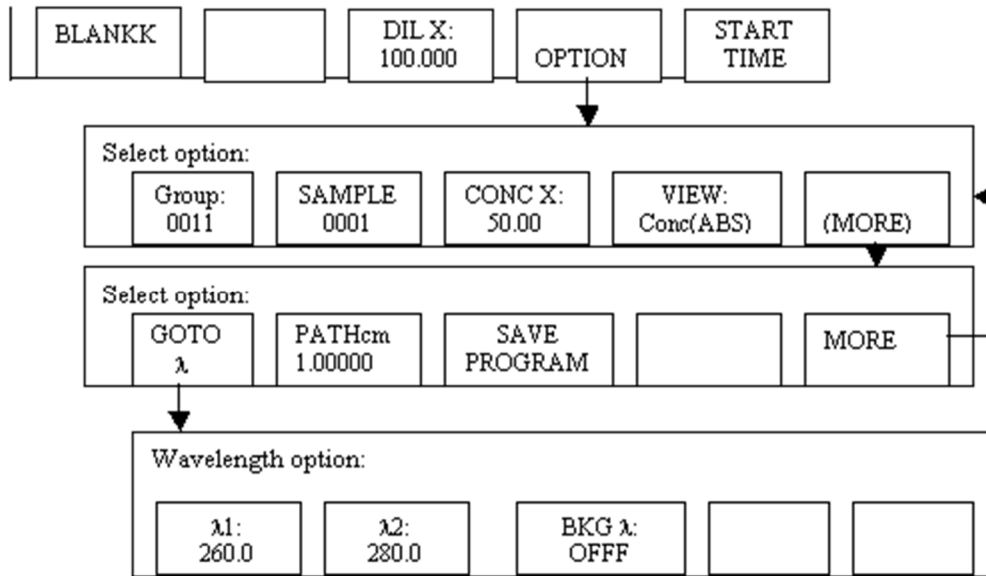 BLANKK
DIL X:
100.000
OPTION
START
TIME
Select option:
Group:
0011
SAMPLE
0001
CONC X:
50.00
VIEW:
Conc(ABS)
(MORE)
Select option:
GOTO
λ
PATHcm
1.00000
SAVE
PROGRAM
MORE
Wavelength option:
λ1:
260.0
λ2:
280.0
BKG λ:
OFFF